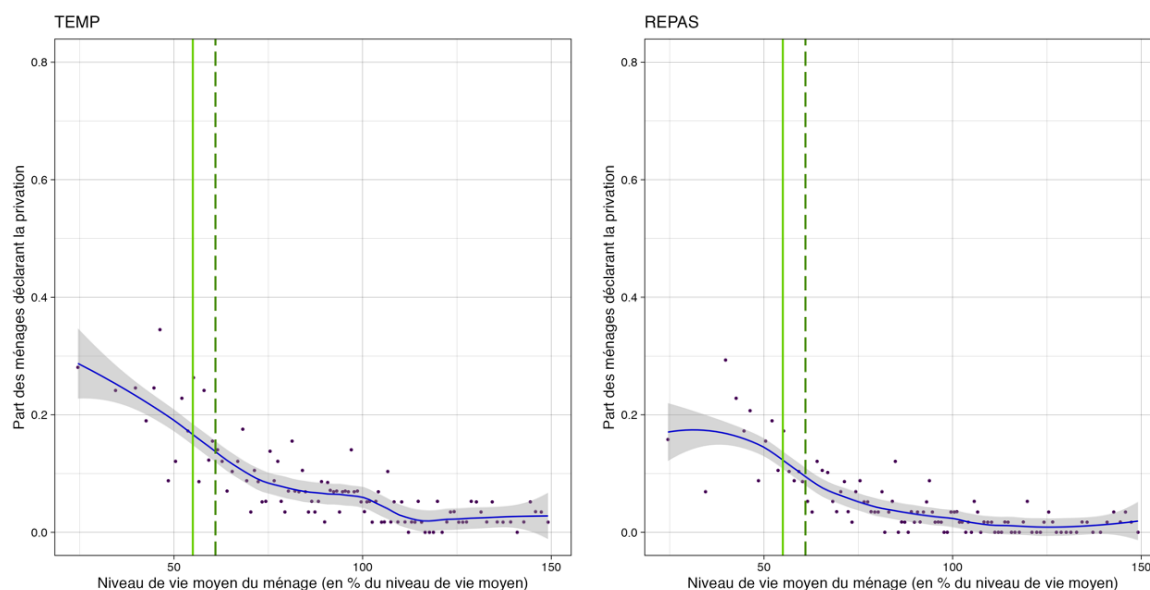 TEMP
Part des ménages déclarant la privation
0.8
0.6
0.4
0.2
0.0
50
100
150
Niveau de vie moyen du ménage (en % du niveau de vie moyen)
REPAS
Part des ménages déclarant la privation
0.8
0.6
0.4
0.2
0.0
50
100
150
Niveau de vie moyen du ménage (en % du niveau de vie moyen)